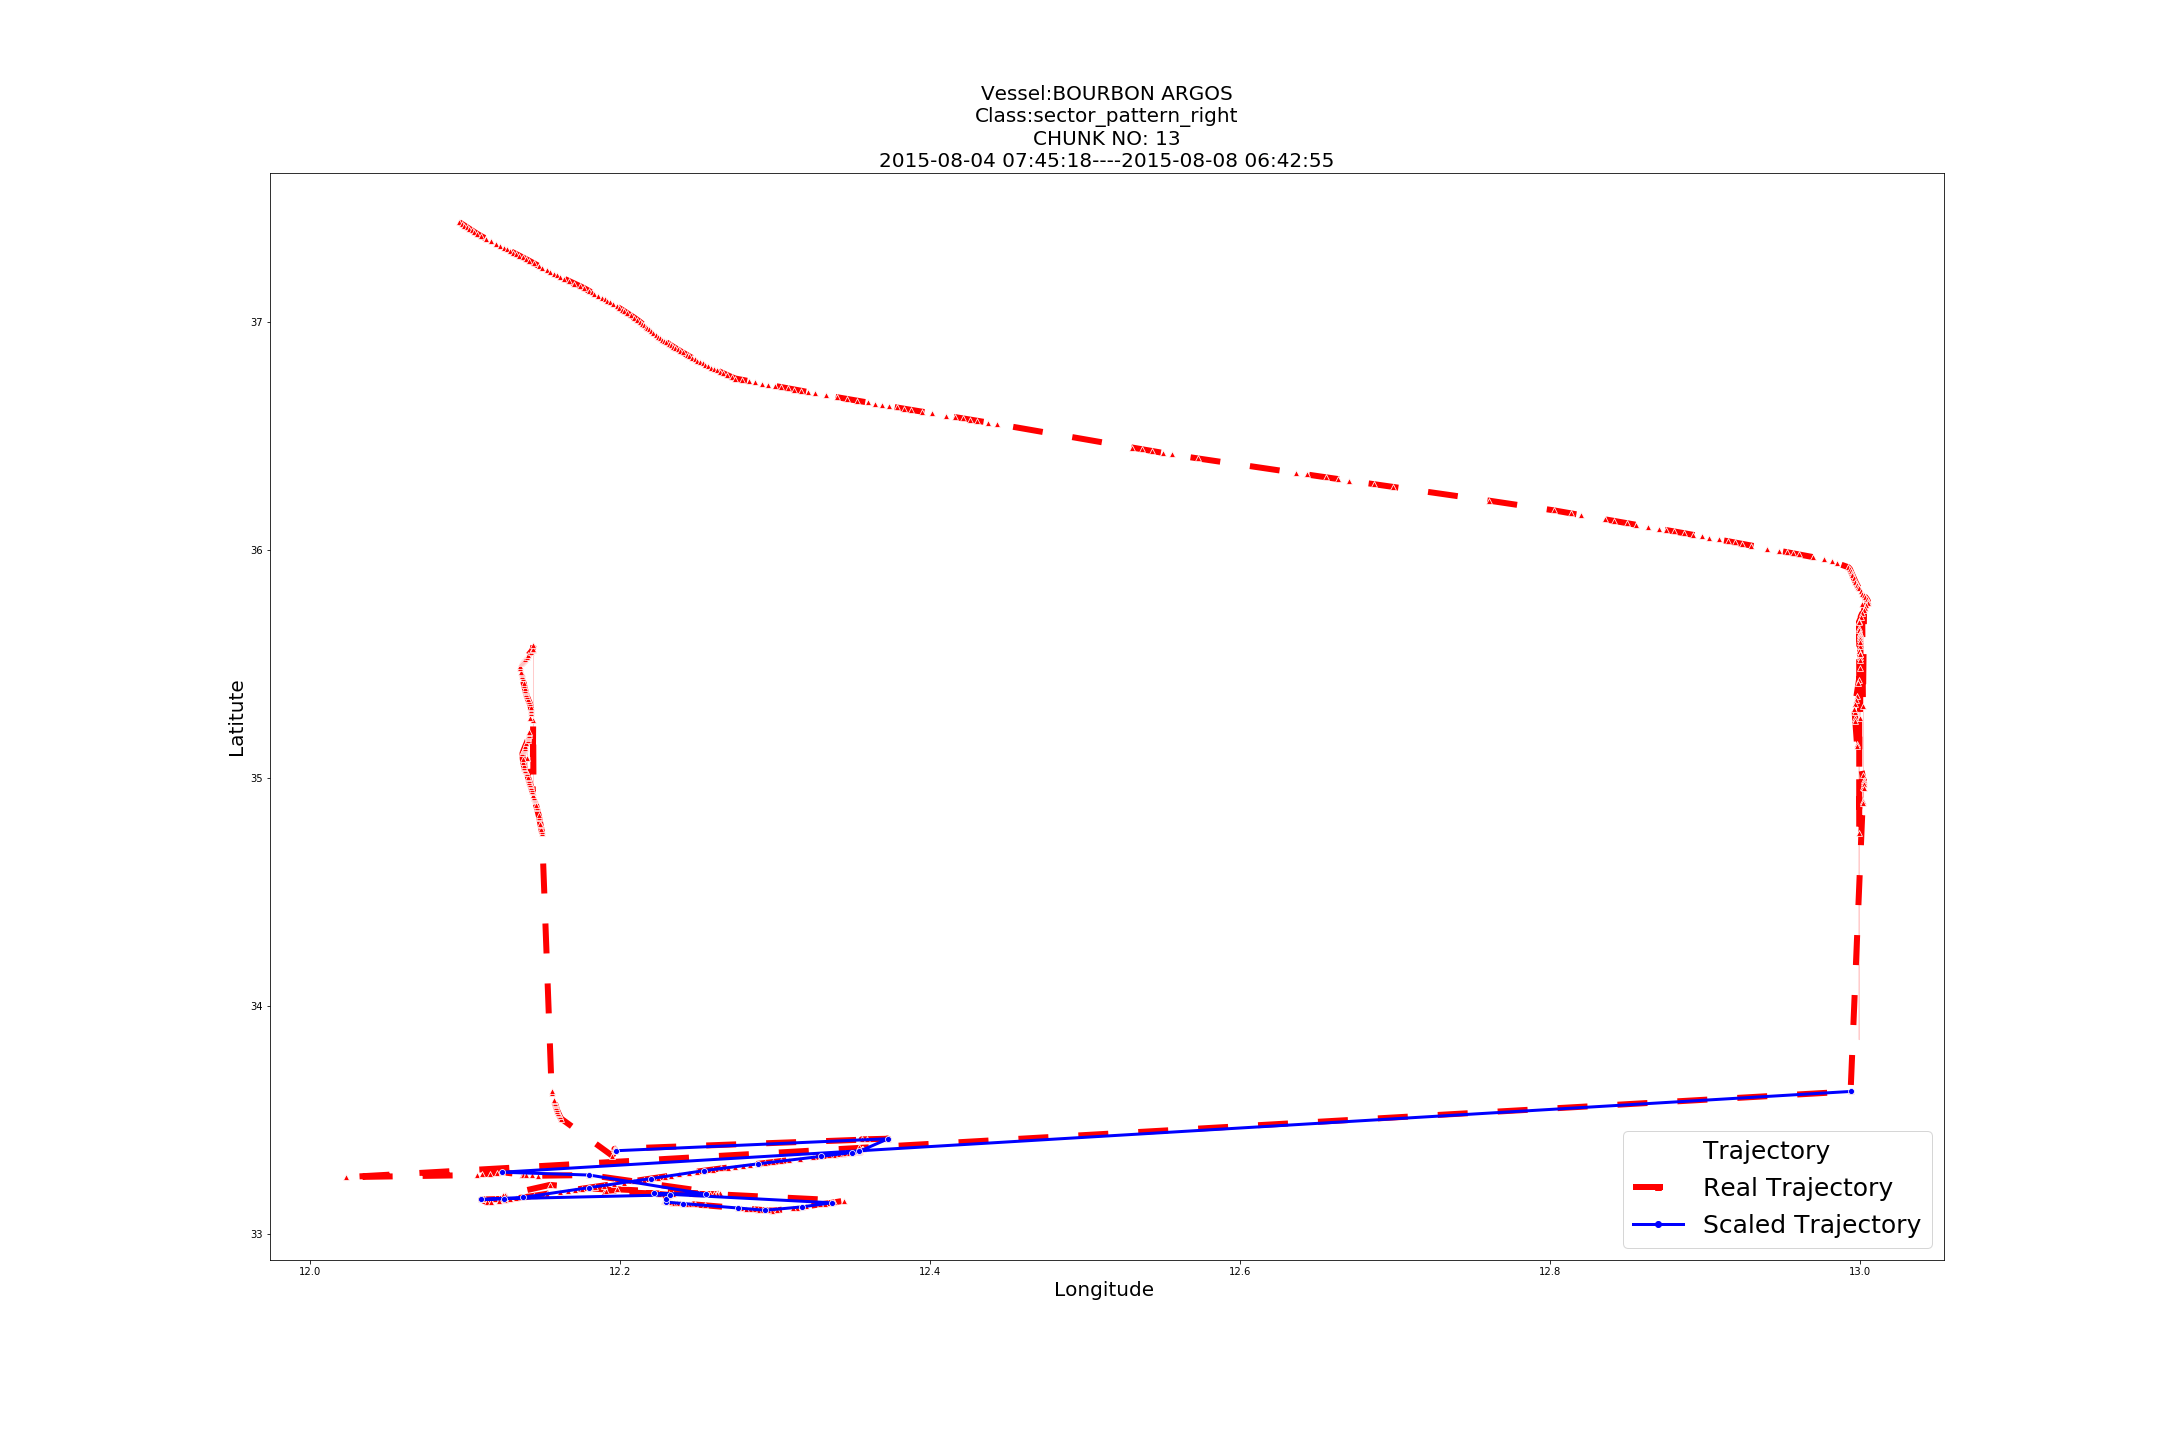 Vessel:BOURBON ARGOS
Class:sector_pattern_right
CHUNK NO: 13
2015-08-04 07:45:18----2015-08-08 06:42:55
Latitute
37
36
35
34
33
12.0 12.2 12.4 12.6 12.8 13.0
Longitude
Trajectory
Real Trajectory
Scaled Trajectory